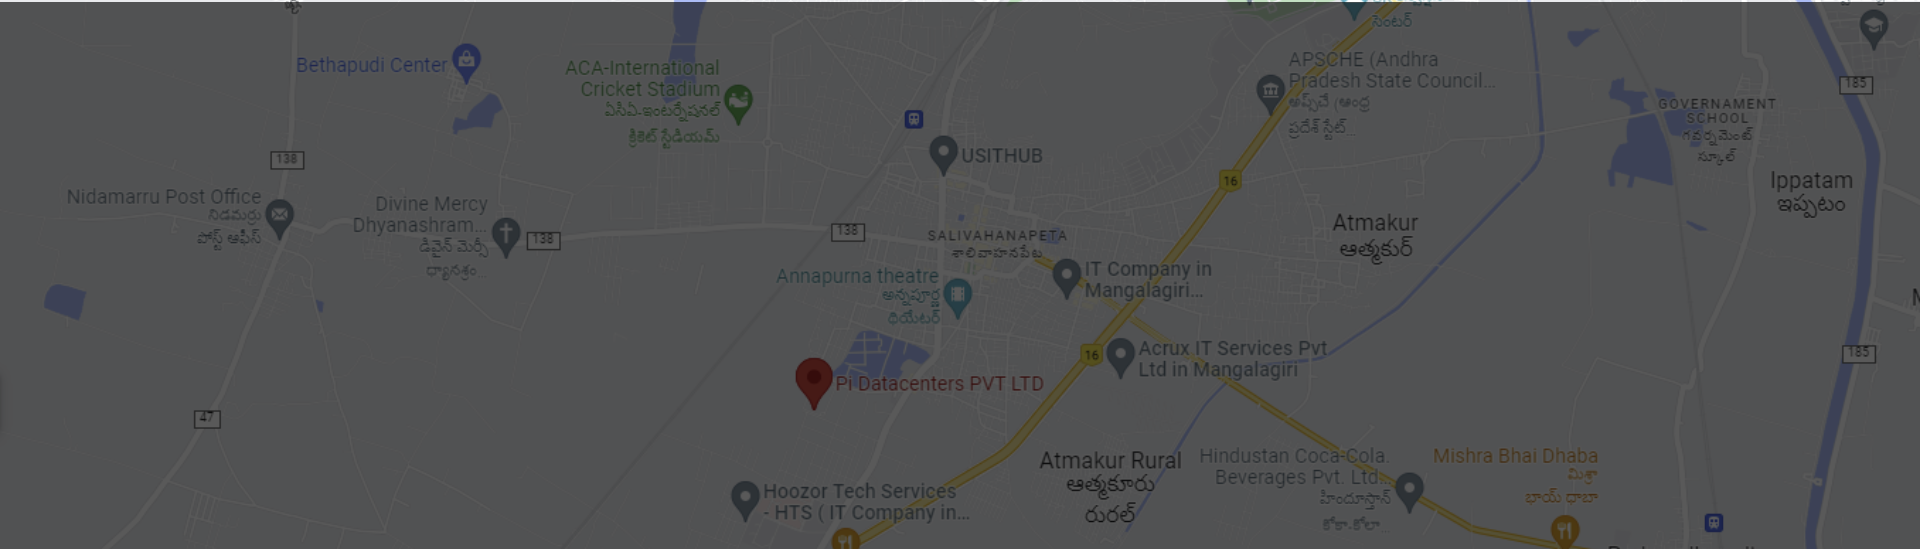 సెంటర్
Bethapudi Center
ACA-International
Cricket Stadium
ఏసీఏ-ఇంటర్నేషనల్
క్రికెట్ స్టేడియమ్
APSCHE (Andhra
Pradesh State Council...
అప్స్‌చే (ఆంధ్ర
ప్రదేశ్ స్టేట్...
185
GOVERNAMENT
SCHOOL
గవర్నమెంట్
స్కూల్
138
USITHUB
16
Ippatam
ఇప్పటం
Nidamarru Post Office
నిడమర్రు
పోస్ట్ ఆఫీస్
Divine Mercy
Dhyanashram...
డివైన్ మెర్సీ
ధ్యానశ్రం...
138
138
SALIVAHANAPETA
శాలివాహనపేట
Atmakur
ఆత్మకుర్
Annapurna theatre
అన్నపూర్ణ
థియేటర్
IT Company in
Mangalagiri...
16
Acrux IT Services Pvt
Ltd in Mangalagiri
185
Pi Datacenters PVT LTD
47
Atmakur Rural
ఆత్మకూరు
రురల్
Hindustan Coca-Cola.
Beverages Pvt. Ltd...
హిందూస్తాన్
కోకా-కోలా...
Mishra Bhai Dhaba
మిశ్రా
భాయ్ ధాబా
Hoozor Tech Services
- HTS ( IT Company in...